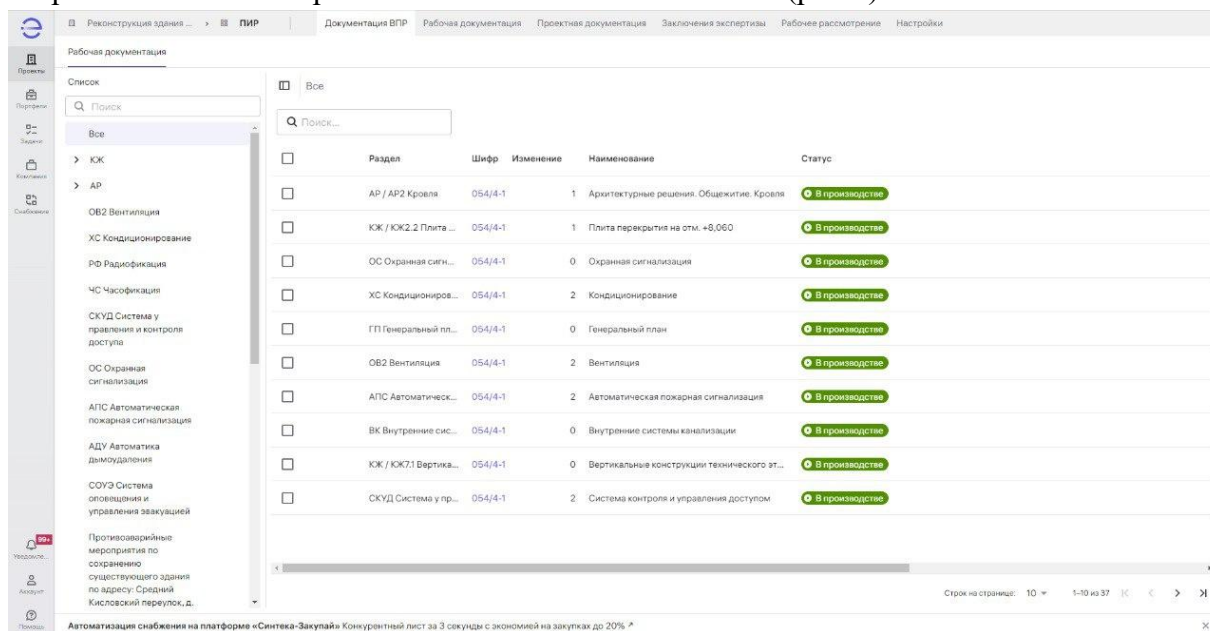 Реконструкция здания ... › ПИР
Документация ВПР Рабочая документация Проектная документация Заключения экспертизы Рабочее рассмотрение Настройки
Рабочая документация
Проекты
Портфели
Задачи
Компания
Снабжение
Уведомле...
99+
Аккаунт
Помощь
Список
Поиск
Все
КЖ
АР
ОВ2 Вентиляция
ХС Кондиционирование
РФ Радиофикация
ЧС Часофикация
СКУД Система у
правления и контроля
доступа
ОС Охранная
сигнализация
АПС Автоматическая
пожарная сигнализация
АДУ Автоматика
дымоудаления
СОУЭ Система
оповещения и
управления эвакуацией
Противоаварийные
мероприятия по
сохранению
существующего здания
по адресу: Средний
Кисловский переулок, д.
Все
Поиск...
Раздел Шифр Изменение Наименование Статус
АР / АР2 Кровля 054/4-1 1 Архитектурные решения. Общежитие. Кровля В производстве
КЖ / КЖ2.2 Плита ... 054/4-1 1 Плита перекрытия на отм. +8,060 В производстве
ОС Охранная сигн... 054/4-1 0 Охранная сигнализация В производстве
ХС Кондициониров... 054/4-1 2 Кондиционирование В производстве
ГП Генеральный пл... 054/4-1 0 Генеральный план В производстве
ОВ2 Вентиляция 054/4-1 2 Вентиляция В производстве
АПС Автоматическ... 054/4-1 2 Автоматическая пожарная сигнализация В производстве
ВК Внутренние сис... 054/4-1 0 Внутренние системы канализации В производстве
КЖ / КЖ7.1 Вертика... 054/4-1 0 Вертикальные конструкции технического эт... В производстве
СКУД Система у пр... 054/4-1 2 Система контроля и управления доступом В производстве
Строк на странице: 10 1–10 из 37
Автоматизация снабжения на платформе «Синтека-Закупай» Конкурентный лист за 3 секунды с экономией на закупках до 20%